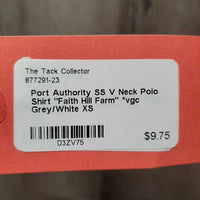 The Tack Collector
877291-23
Port Authority SS V Neck Polo
Shirt "Faith Hill Farm" *vgc
Grey/White XS
$9.75
D3ZV75